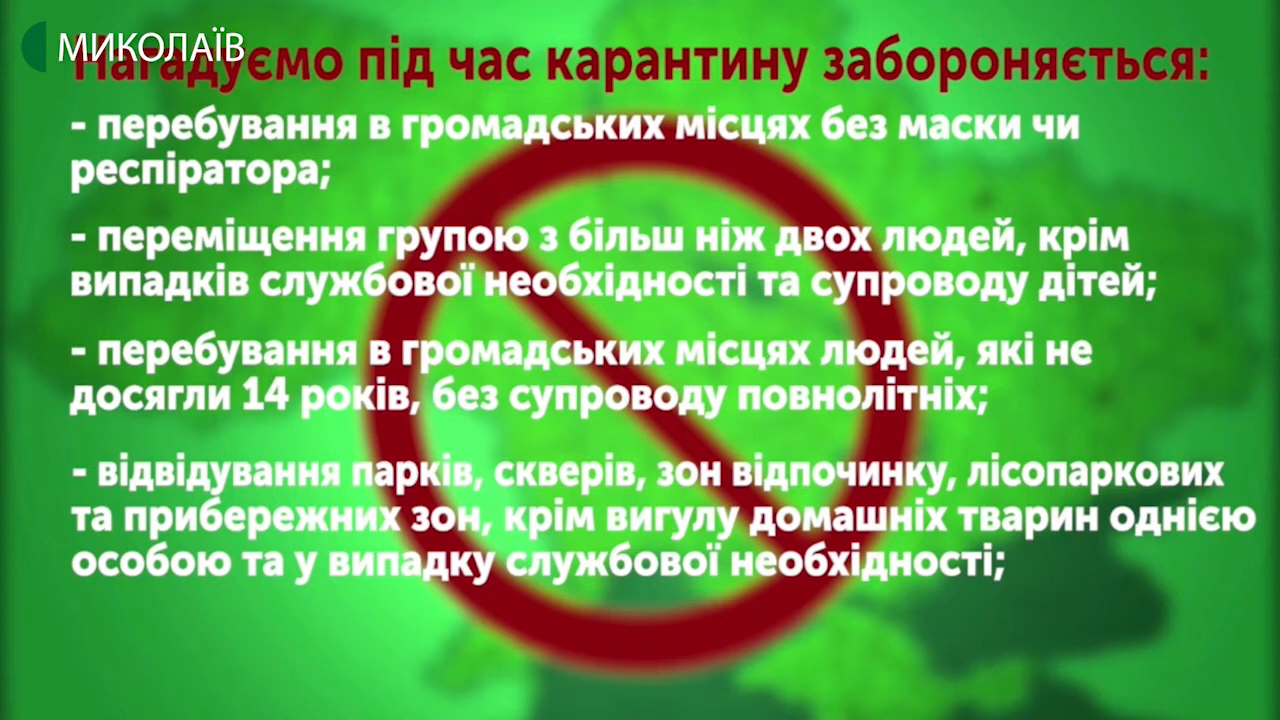 МИКОЛАЇВ
Нагадуємо під час карантину забороняється:
- перебування в громадських місцях без маски чи
респіратора;
- переміщення групою з більш ніж двох людей, крім
випадків службової необхідності та супроводу дітей;
- перебування в громадських місцях людей, які не
досягли 14 років, без супроводу повнолітніх;
- відвідування парків, скверів, зон відпочинку, лісопаркових
та прибережних зон, крім вигулу домашніх тварин однією
особою та у випадку службової необхідності;